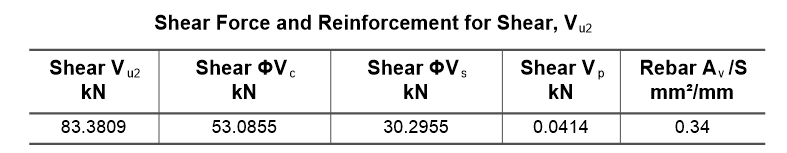 Shear Force and Reinforcement for Shear, Vu2
Shear Vu2 kN Shear ΦVc kN Shear ΦVs kN Shear Vp kN Rebar Av /S mm²/mm
83.3809 53.0855 30.2955 0.0414 0.34